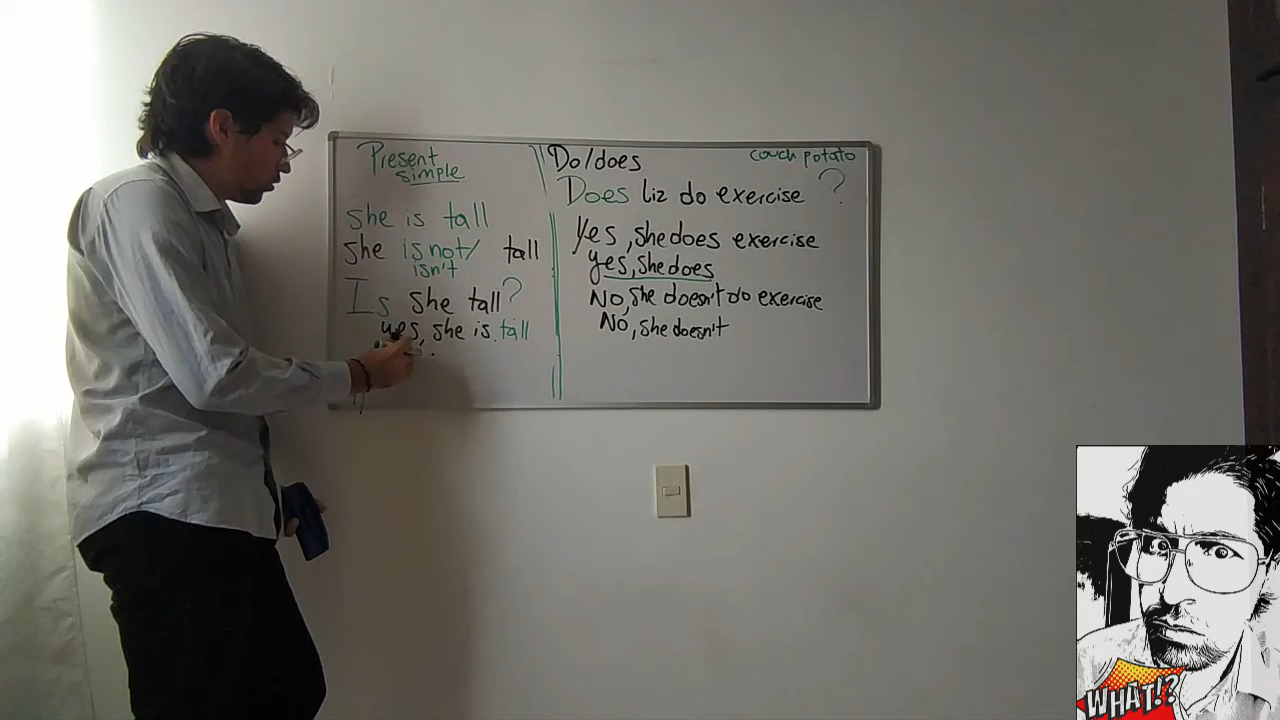 Present
simple
she is tall
she is not/ tall
isn't
Is she tall?
yes, she is tall
Do/does
couch potato
Does Liz do exercise ?
Yes, she does exercise
yes, she does
No, she doesn't do exercise
No, she doesn't
WHAT!?